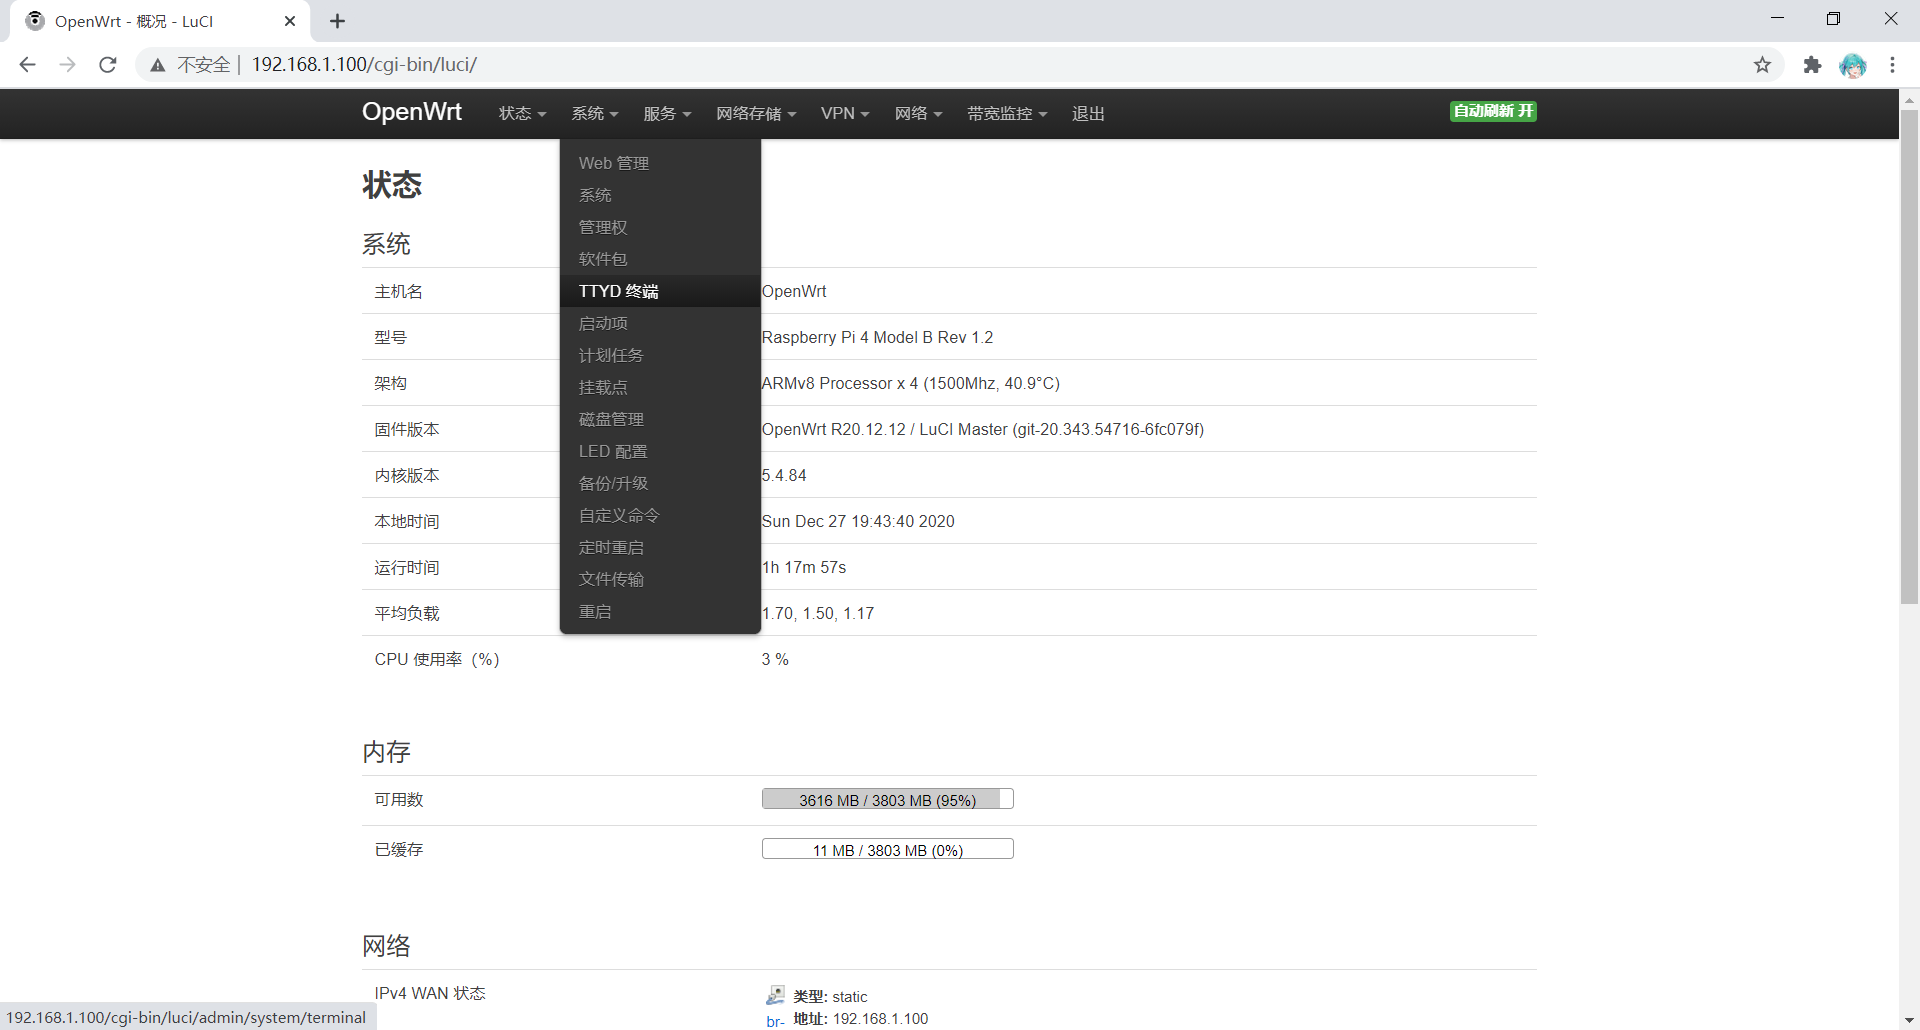 OpenWrt - 概况 - LuCI
不安全 | 192.168.1.100/cgi-bin/luci/
OpenWrt 状态 系统 服务 网络存储 VPN 网络 带宽监控 退出 自动刷新 开
Web 管理
系统
管理权
软件包
TTYD 终端
启动项
计划任务
挂载点
磁盘管理
LED 配置
备份/升级
自定义命令
定时重启
文件传输
重启
状态
系统
主机名 OpenWrt
型号 Raspberry Pi 4 Model B Rev 1.2
架构 ARMv8 Processor x 4 (1500Mhz, 40.9°C)
固件版本 OpenWrt R20.12.12 / LuCI Master (git-20.343.54716-6fc079f)
内核版本 5.4.84
本地时间 Sun Dec 27 19:43:40 2020
运行时间 1h 17m 57s
平均负载 1.70, 1.50, 1.17
CPU 使用率（%） 3 %
内存
可用数 3616 MB / 3803 MB (95%)
已缓存 11 MB / 3803 MB (0%)
网络
IPv4 WAN 状态 类型: static
br- 地址: 192.168.1.100
192.168.1.100/cgi-bin/luci/admin/system/terminal